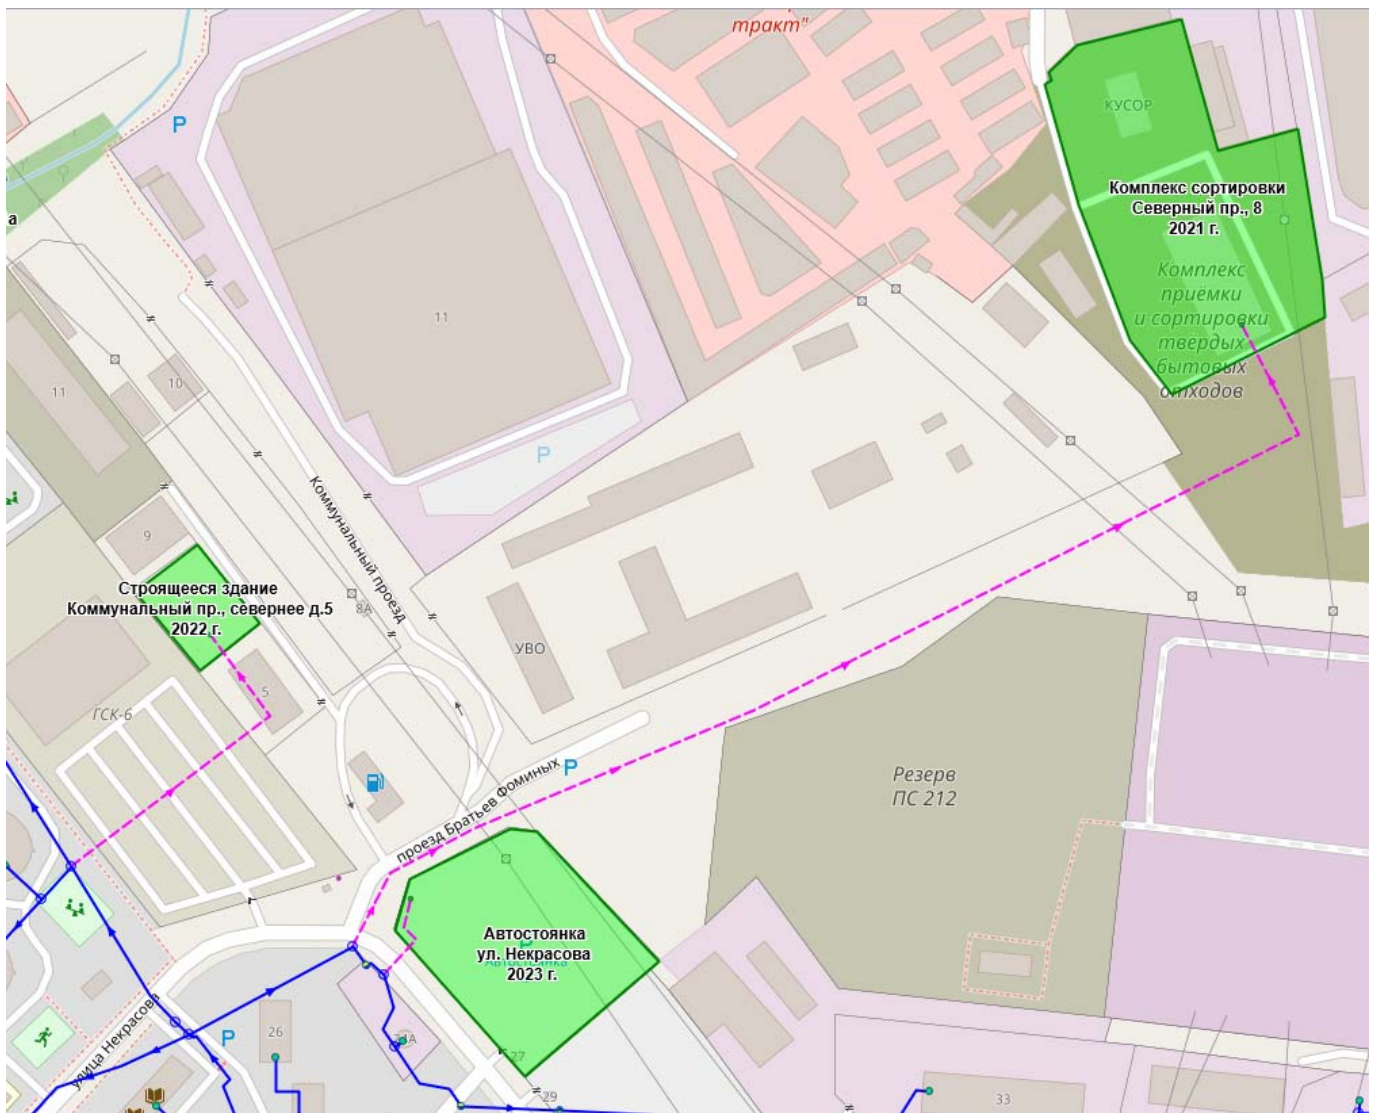 тракт"
P
КУСОР
Комплекс сортировки
Северный пр., 8
2021 г.
а
Комплекс
приёмки
и сортировки
твёрдых
бытовых
отходов
11
10
11
P
Коммунальный проезд
9
Строящееся здание
Коммунальный пр., севернее д.5
2022 г.
8А
УВО
5
ГСК-6
P
проезд Братьев Фоминых
Резерв
ПС 212
Автостоянка
ул. Некрасова
2023 г.
P
Автостоянка
улица Некрасова
P
26
27
29
33